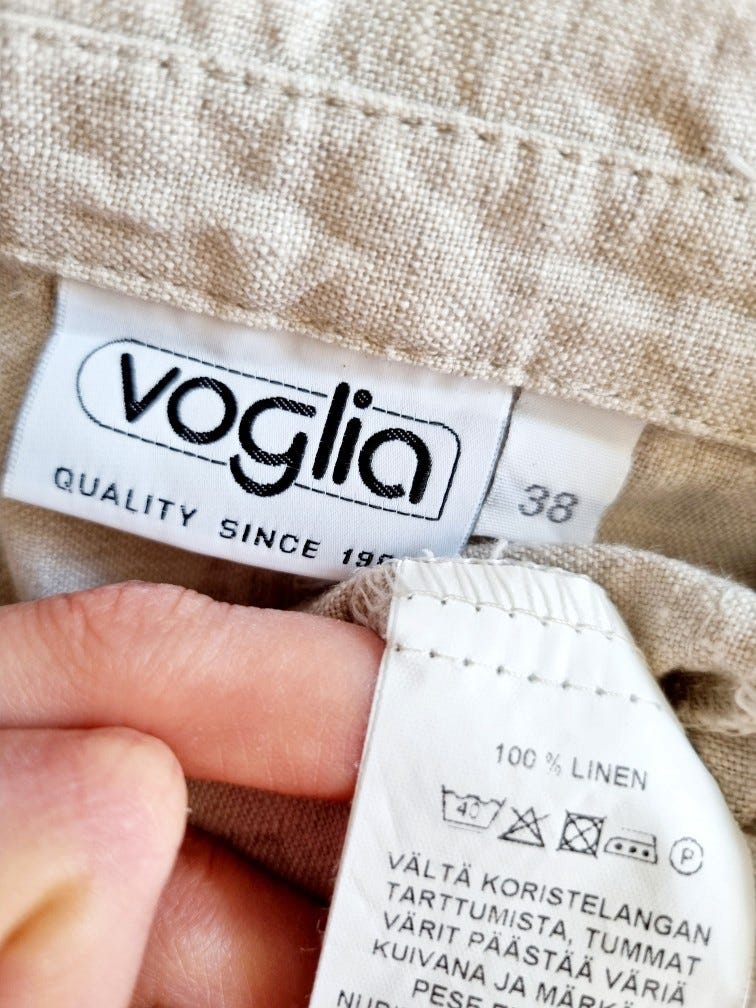 voglia
QUALITY SINCE
38
100 % LINEN
40
P
VÄLTÄ KORISTELANGAN
TARTTUMISTA, TUMMAT
VÄRIT PÄÄSTÄÄ VÄRIÄ
KUIVANA JA
PESE